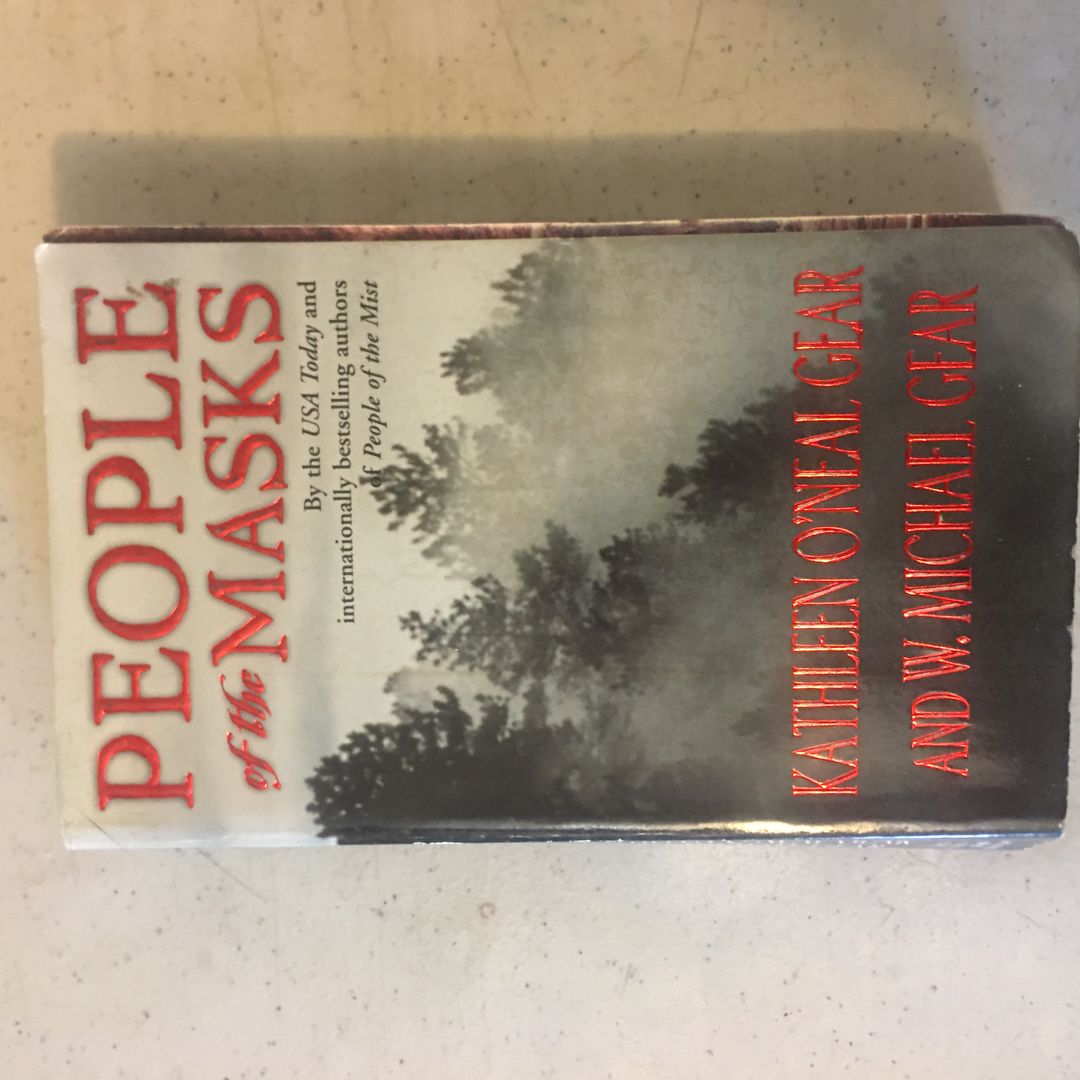 PEOPLE
of the MASKS
By the USA Today and
internationally bestselling authors
of People of the Mist
KATHLEEN O'NEAL GEAR
AND W. MICHAEL GEAR